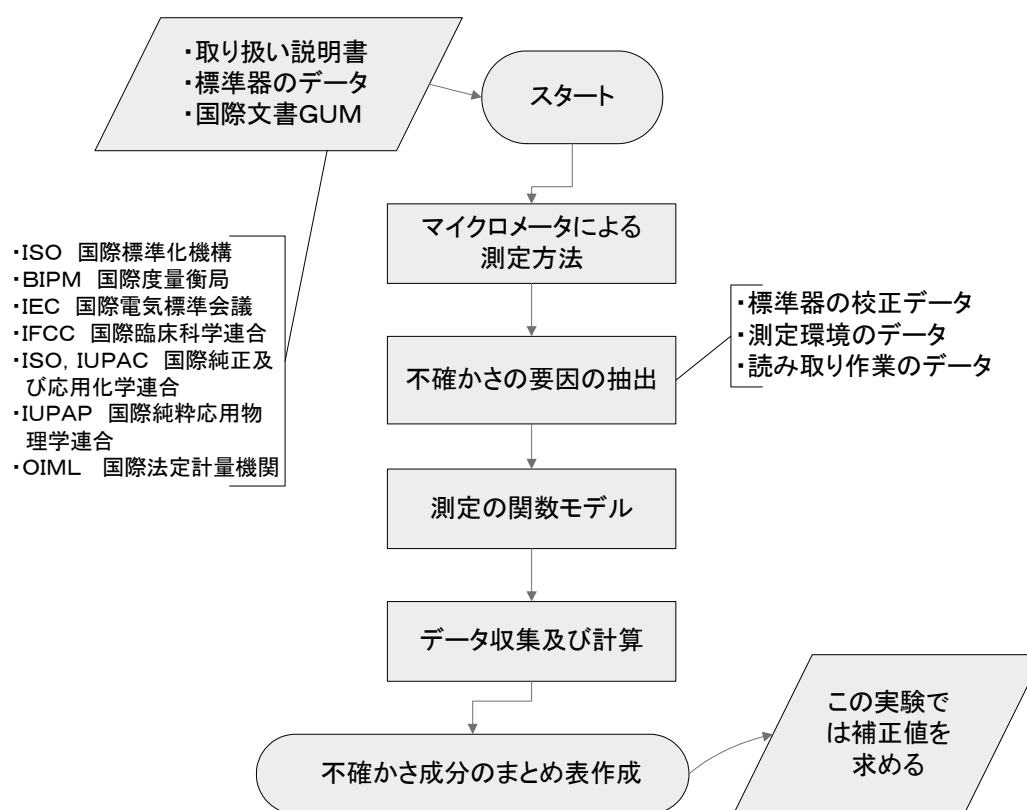 ・取り扱い説明書
・標準器のデータ
・国際文書GUM
スタート
マイクロメータによる
測定方法
・ISO 国際標準化機構
・BIPM 国際度量衡局
・IEC 国際電気標準会議
・IFCC 国際臨床科学連合
・ISO, IUPAC 国際純正及
び応用化学連合
・IUPAP 国際純粋応用物
理学連合
・OIML 国際法定計量機関
不確かさの要因の抽出
・標準器の校正データ
・測定環境のデータ
・読み取り作業のデータ
測定の関数モデル
データ収集及び計算
不確かさ成分のまとめ表作成
この実験で
は補正値を
求める